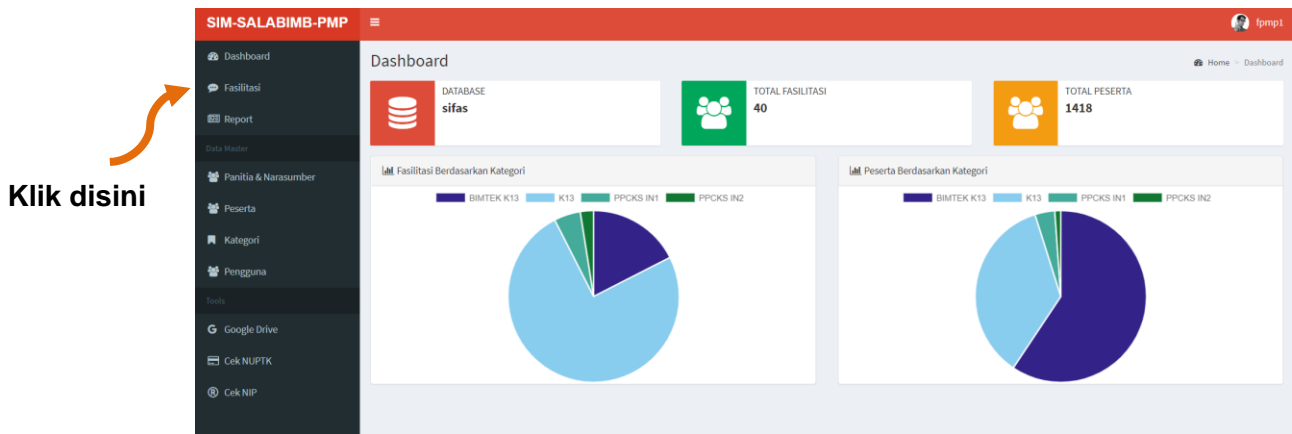 SIM-SALABIMB-PMP
fpmp1
Dashboard
Fasilitasi
Report
Data Master
Panitia & Narasumber
Peserta
Kategori
Pengguna
Tools
Google Drive
Cek NUPTK
Cek NIP
Klik disini
Dashboard
Home > Dashboard
DATABASE
sifas
TOTAL FASILITASI
40
TOTAL PESERTA
1418
Fasilitasi Berdasarkan Kategori
BIMTEK K13 K13 PPCKS IN1 PPCKS IN2
Peserta Berdasarkan Kategori
BIMTEK K13 K13 PPCKS IN1 PPCKS IN2